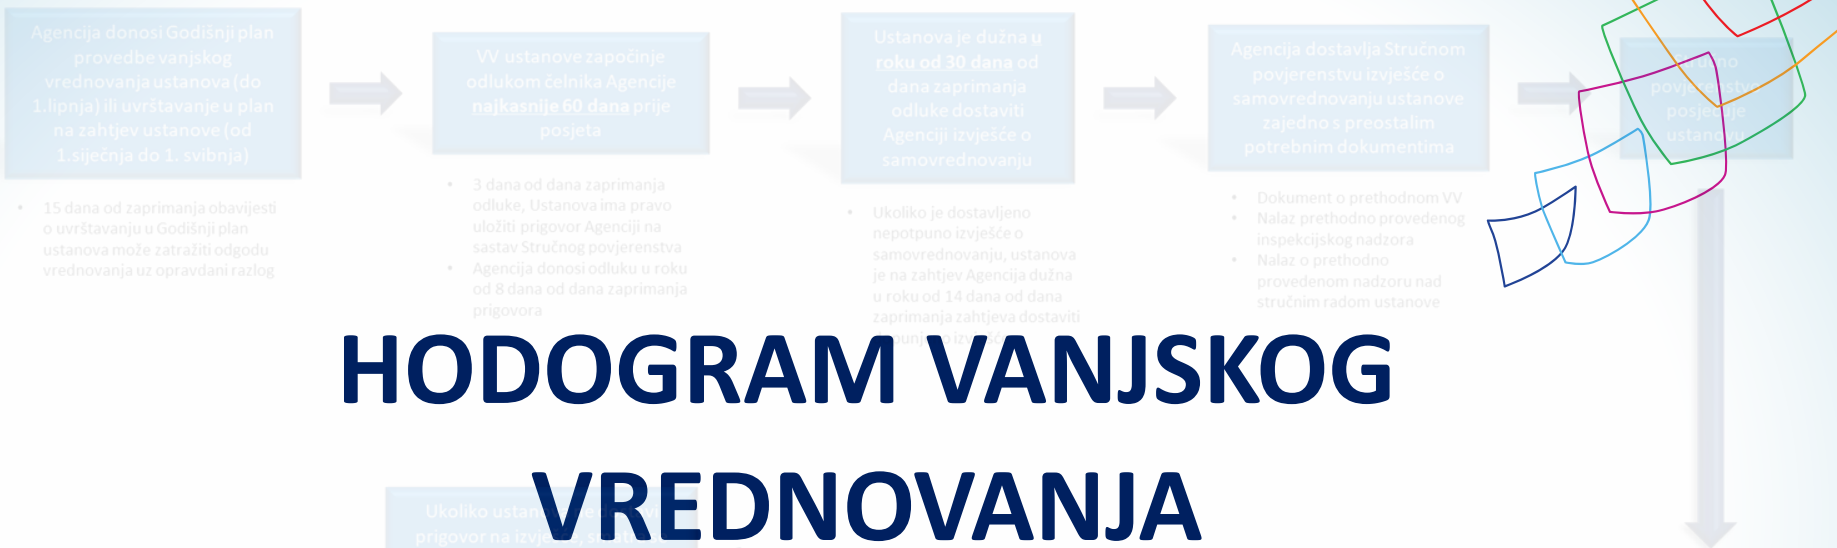 Agencija donosi Godišnji plan
provedbe vanjskog
vrednovanja ustanova (do
1.lipnja) ili uvrštavanje u plan
na zahtjev ustanove (od
1.siječnja do 1. svibnja)
• 15 dana od zaprimanja obavijesti
o uvrštavanju u Godišnji plan
ustanova može zatražiti odgodu
vrednovanja uz opravdani razlog
VV ustanove započinje
odlukom čelnika Agencije
najkasnije 60 dana prije
posjeta
• 3 dana od dana zaprimanja
odluke, Ustanova ima pravo
uložiti prigovor Agenciji na
sastav Stručnog povjerenstva
• Agencija donosi odluku u roku
od 8 dana od dana zaprimanja
prigovora
Ustanova je dužna u
roku od 30 dana od
dana zaprimanja
odluke dostaviti
Agenciji izvješće o
samovrednovanju
• Ukoliko je dostavljeno
nepotpuno izvješće o
samovrednovanju, ustanova
je na zahtjev Agencija dužna
u roku od 14 dana od dana
zaprimanja zahtjeva dostaviti
Agencija dostavlja Stručnom
povjerenstvu izvješće o
samovrednovanju ustanove
zajedno s preostalim
potrebnim dokumentima
• Dokument o prethodnom VV
• Nalaz prethodno provedenog
inspekcijskog nadzora
• Nalaz o prethodno
provedenom nadzoru nad
stručnim radom ustanove
povjerenstvo
posjećuje
ustanovu
HODOGRAM VANJSKOG
VREDNOVANJA
Ukoliko
prigovor na